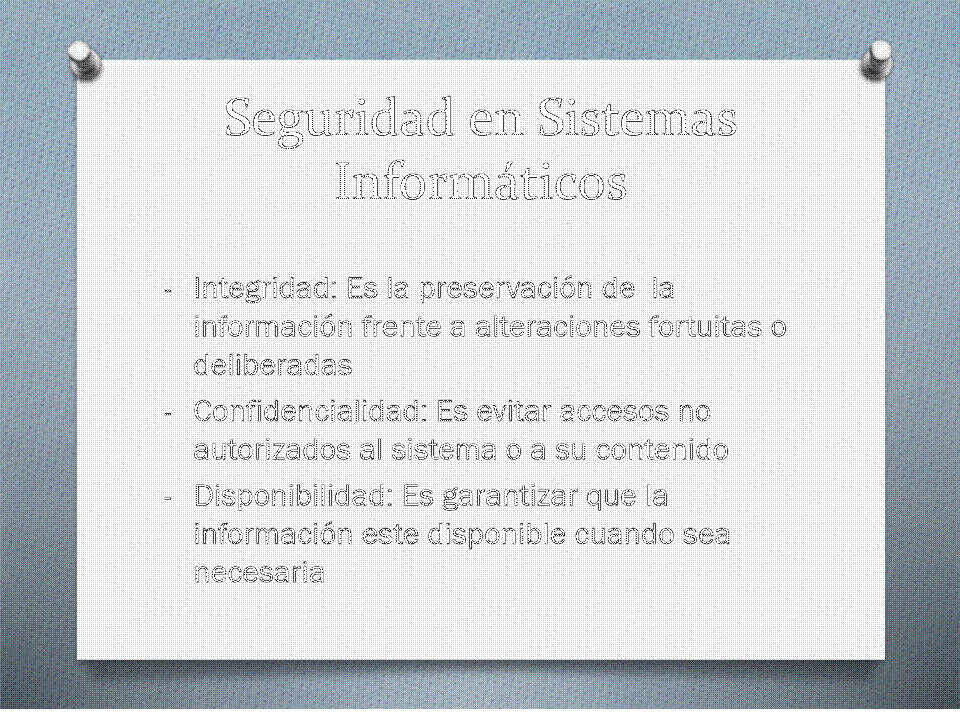 Seguridad en Sistemas
Informáticos
- Integridad: Es la preservación de la
información frente a alteraciones fortuitas o
deliberadas
- Confidencialidad: Es evitar accesos no
autorizados al sistema o a su contenido
- Disponibilidad: Es garantizar que la
información este disponible cuando sea
necesaria